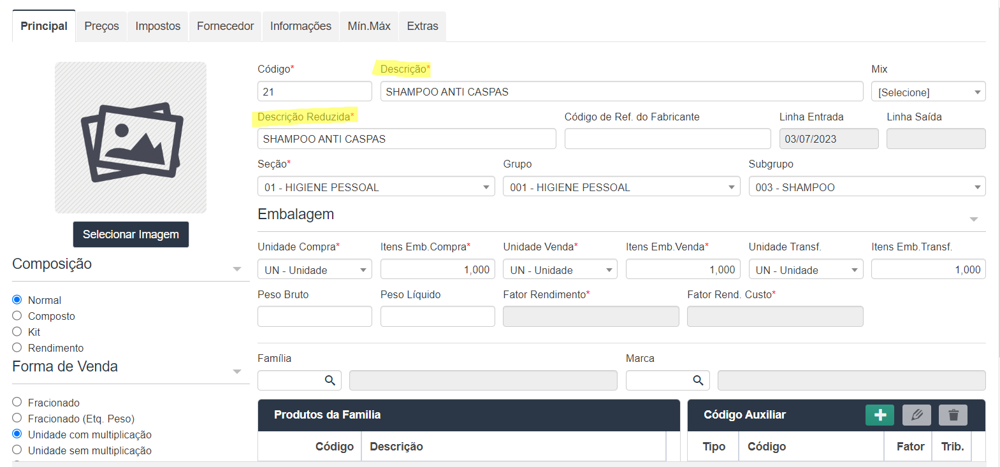 Principal Preços Impostos Fornecedor Informações Mín.Máx Extras
Código* Descrição* Mix
21 SHAMPOO ANTI CASPAS [Selecione]
Descrição Reduzida* Código de Ref. do Fabricante Linha Entrada Linha Saída
SHAMPOO ANTI CASPAS 03/07/2023
Seção* Grupo Subgrupo
01 - HIGIENE PESSOAL 001 - HIGIENE PESSOAL 003 - SHAMPOO
Embalagem
Unidade Compra* Itens Emb.Compra* Unidade Venda* Itens Emb.Venda* Unidade Transf. Itens Emb.Transf.
UN - Unidade 1,000 UN - Unidade 1,000 UN - Unidade 1,000
Peso Bruto Peso Líquido Fator Rendimento* Fator Rend. Custo*
Família Marca
Produtos da Familia Código Auxiliar
Código Descrição Tipo Código Fator Trib.
Selecionar Imagem
Composição
Normal
Composto
Kit
Rendimento
Forma de Venda
Fracionado
Fracionado (Etq. Peso)
Unidade com multiplicação
Unidade sem multiplicação